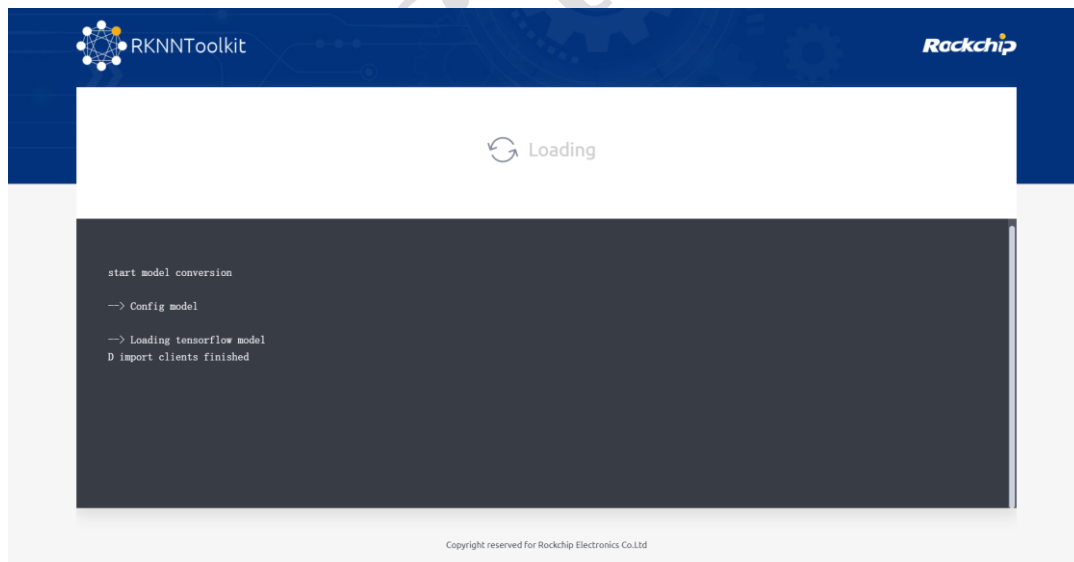 RKNNToolkit
Rockchip
Loading
start model conversion
—> Config model
—> Loading tensorflow model
D import clients finished
Copyright reserved for Rockchip Electronics Co.Ltd